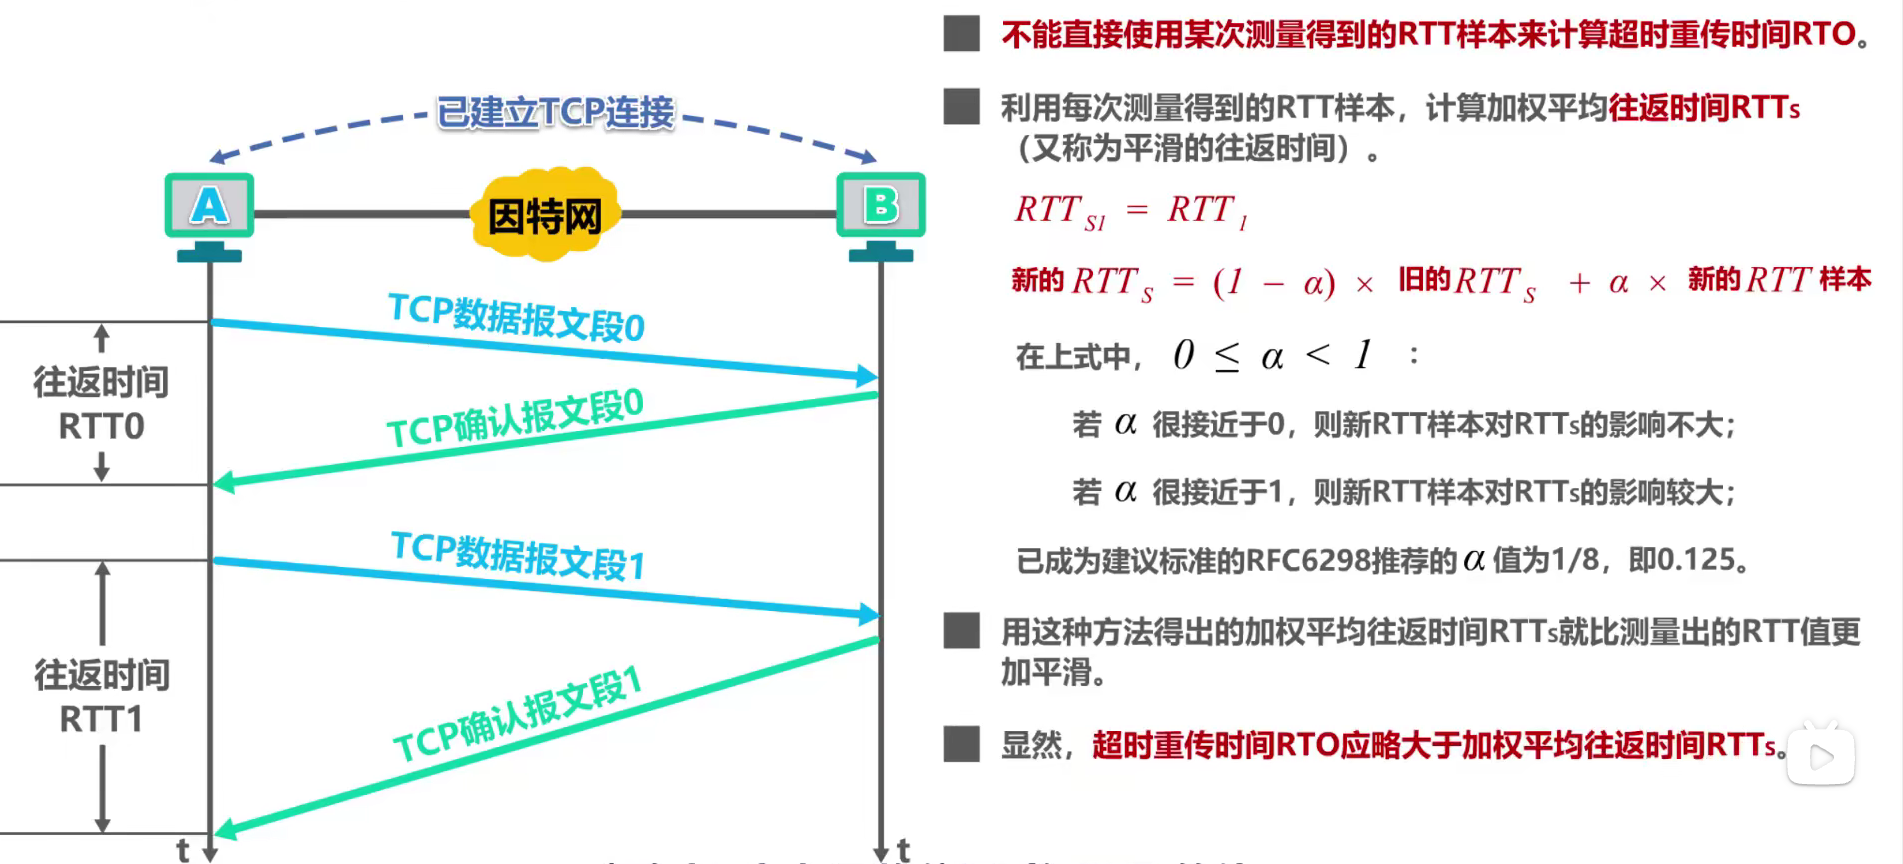 已建立TCP连接
A
因特网
B
TCP数据报文段0
往返时间
RTT0
TCP确认报文段0
TCP数据报文段1
往返时间
RTT1
TCP确认报文段1
t
t
不能直接使用某次测量得到的RTT样本来计算超时重传时间RTO。
利用每次测量得到的RTT样本，计算加权平均往返时间RTTs
（又称为平滑的往返时间）。
RTT S1 = RTT 1
新的 RTT S = (1 − α) × 旧的 RTT S + α × 新的 RTT 样本
在上式中， 0 ≤ α < 1 ：
若 α 很接近于0，则新RTT样本对RTTs的影响不大；
若 α 很接近于1，则新RTT样本对RTTs的影响较大；
已成为建议标准的RFC6298推荐的 α 值为1/8，即0.125。
用这种方法得出的加权平均往返时间RTTs就比测量出的RTT值更
加平滑。
显然，超时重传时间RTO应略大于加权平均往返时间RTTs。